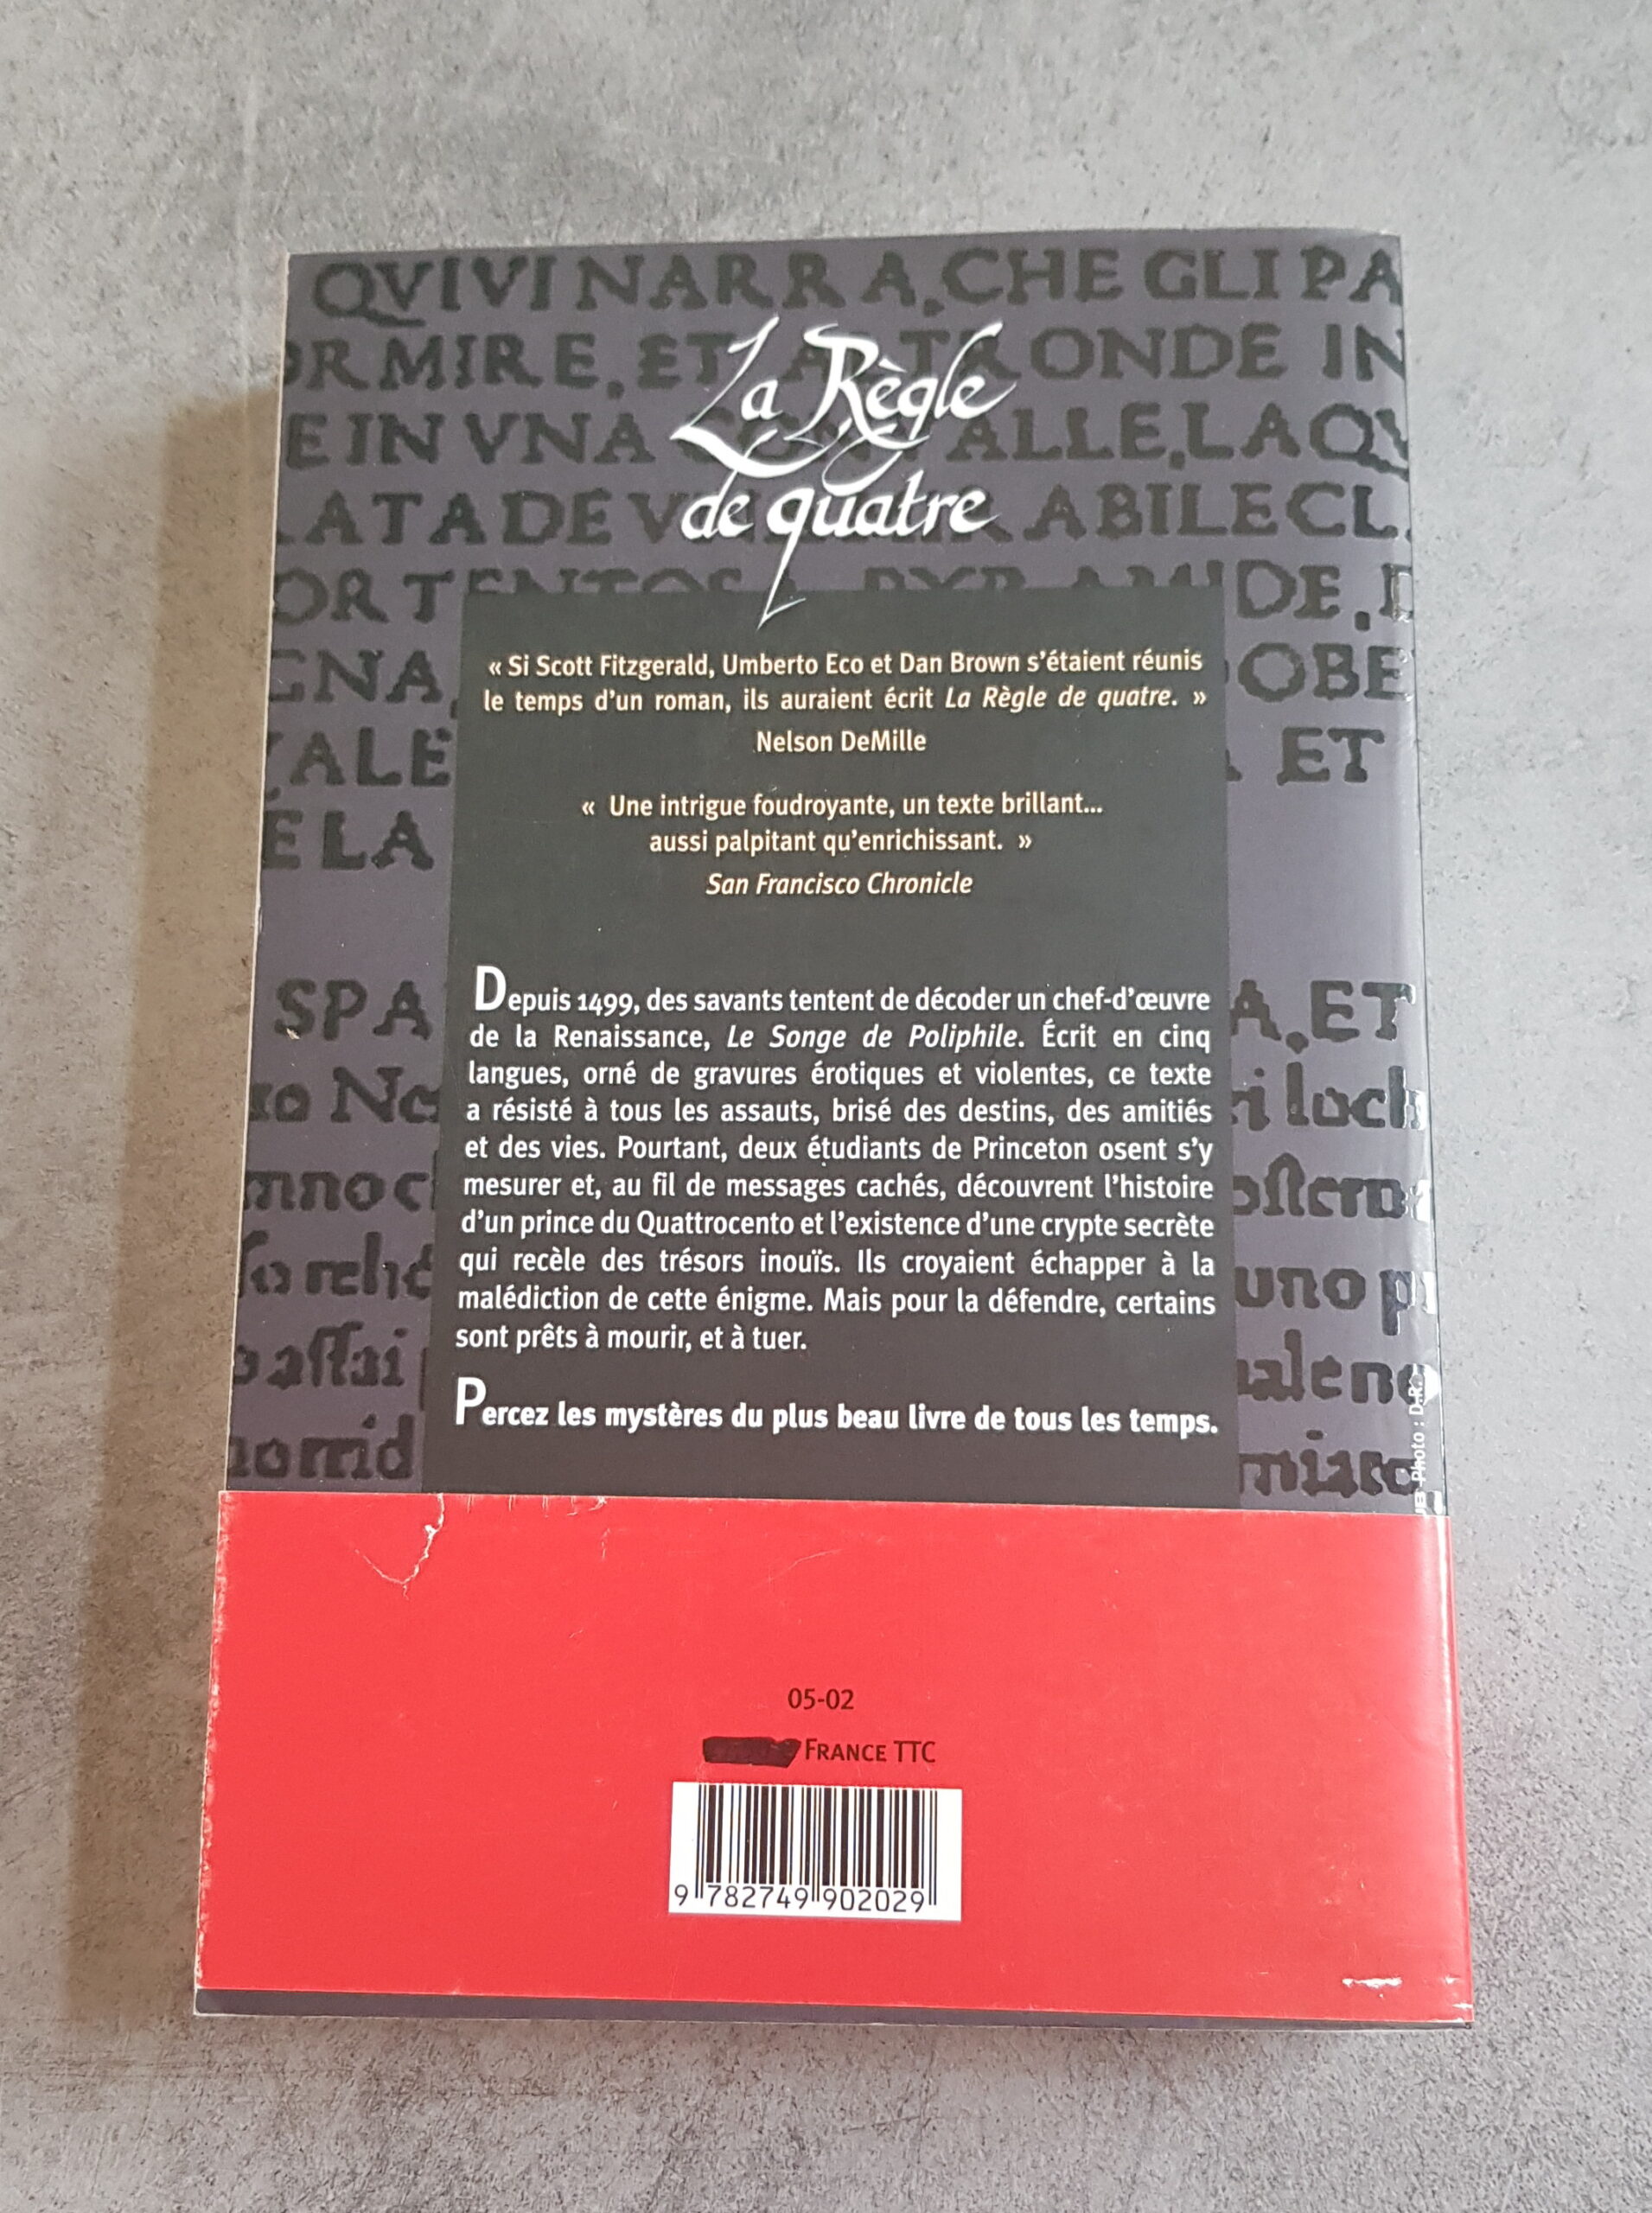 QVIVI NARRA, CHE GLI PA
ORMIRE, ET ONDE IN
E IN VNA ALLE, LAQV
ATA DE ABILE CL
La Règle
de quatre
DE, D
GNA, OBE
ALE ET
E LA
« Si Scott Fitzgerald, Umberto Eco et Dan Brown s'étaient réunis
le temps d'un roman, ils auraient écrit La Règle de quatre. »
Nelson DeMille
« Une intrigue foudroyante, un texte brillant...
aussi palpitant qu'enrichissant. »
San Francisco Chronicle
SPA A, ET
Depuis 1499, des savants tentent de décoder un chef-d'œuvre
de la Renaissance, Le Songe de Poliphile. Écrit en cinq
langues, orné de gravures érotiques et violentes, ce texte
a résisté à tous les assauts, brisé des destins, des amitiés
et des vies. Pourtant, deux étudiants de Princeton osent s'y
mesurer et, au fil de messages cachés, découvrent l'histoire
d'un prince du Quattrocento et l'existence d'une crypte secrète
qui recèle des trésors inouïs. Ils croyaient échapper à la
malédiction de cette énigme. Mais pour la défendre, certains
sont prêts à mourir, et à tuer.
Percez les mystères du plus beau livre de tous les temps.
Photo : D.R.
05-02
FRANCE TTC
9 782749 902029